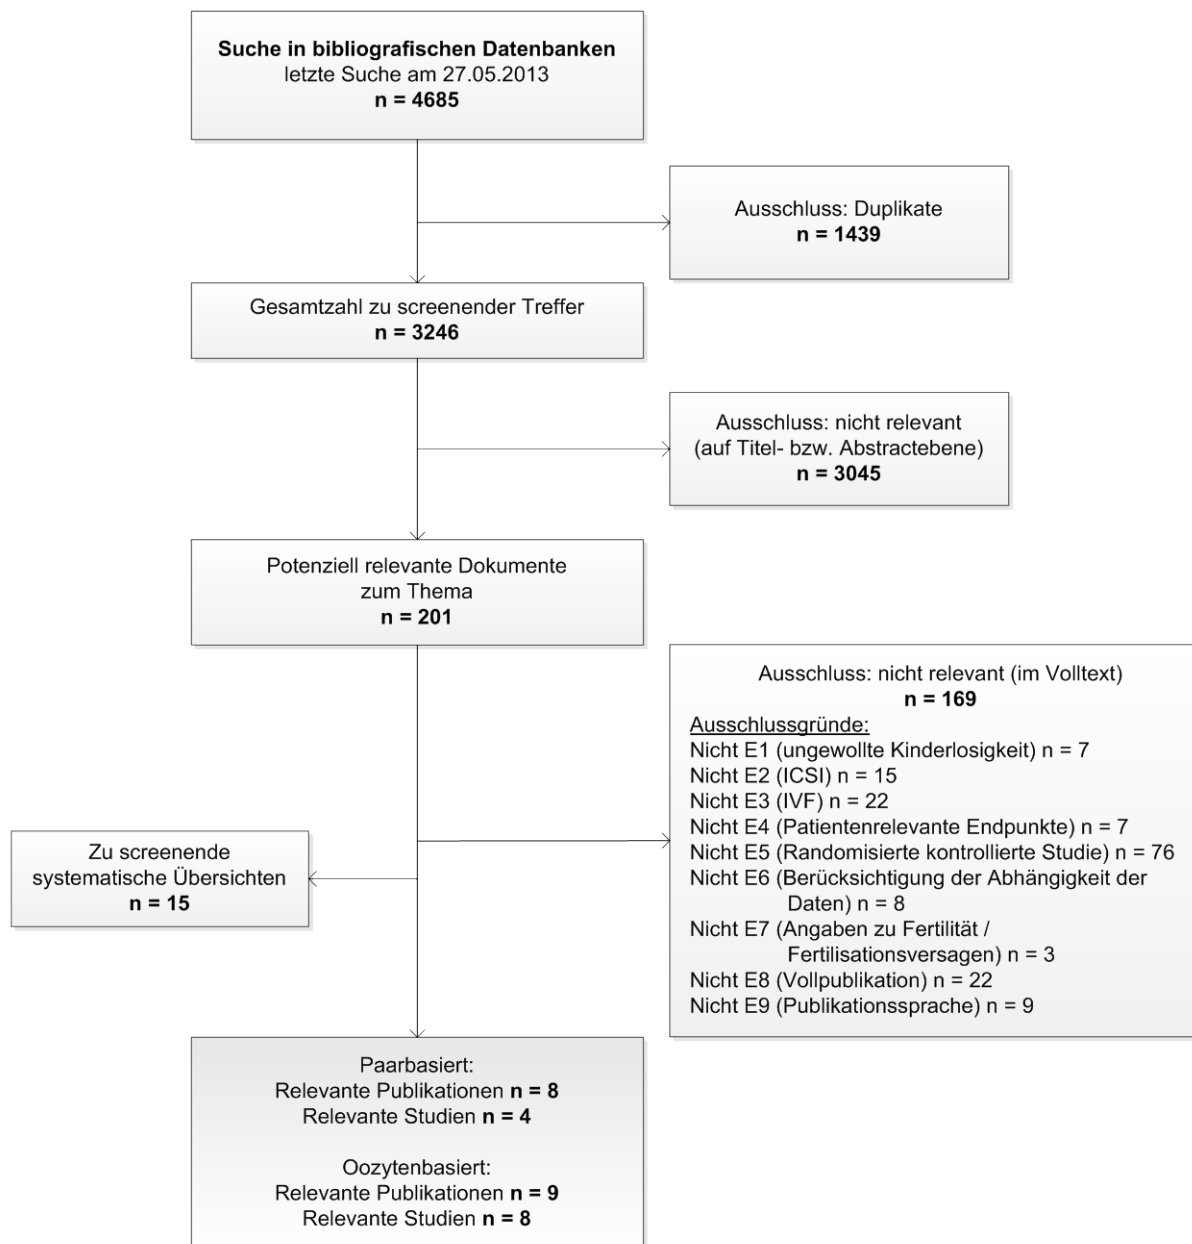 Suche in bibliografischen Datenbanken
letzte Suche am 27.05.2013
n = 4685
Ausschluss: Duplikate
n = 1439
Gesamtzahl zu screenender Treffer
n = 3246
Ausschluss: nicht relevant
(auf Titel- bzw. Abstractebene)
n = 3045
Potenziell relevante Dokumente
zum Thema
n = 201
Ausschluss: nicht relevant (im Volltext)
n = 169
Ausschlussgründe:
Nicht E1 (ungewollte Kinderlosigkeit) n = 7
Nicht E2 (ICSI) n = 15
Nicht E3 (IVF) n = 22
Nicht E4 (Patientenrelevante Endpunkte) n = 7
Nicht E5 (Randomisierte kontrollierte Studie) n = 76
Nicht E6 (Berücksichtigung der Abhängigkeit der
Daten) n = 8
Nicht E7 (Angaben zu Fertilität /
Fertilisationsversagen) n = 3
Nicht E8 (Vollpublikation) n = 22
Nicht E9 (Publikationssprache) n = 9
Zu screenende
systematische Übersichten
n = 15
Paarbasiert:
Relevante Publikationen n = 8
Relevante Studien n = 4
Oozytenbasiert:
Relevante Publikationen n = 9
Relevante Studien n = 8